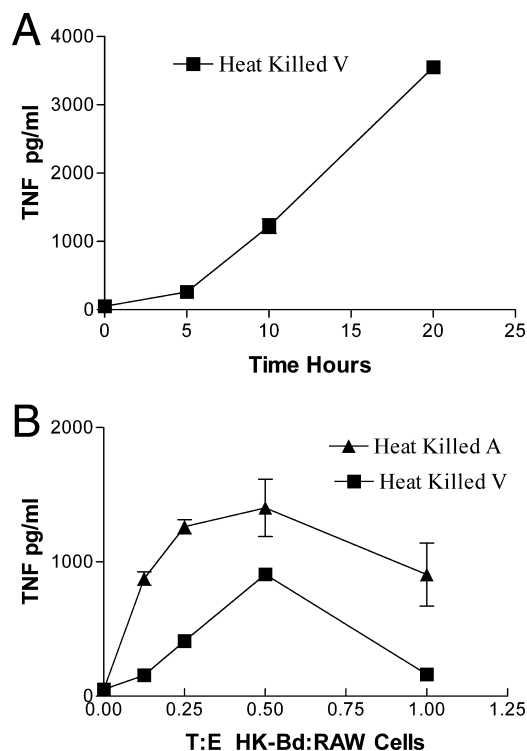 A
Heat Killed V
TNF pg/ml
4000
3000
2000
1000
0
0 5 10 15 20 25
Time Hours
B
Heat Killed A
Heat Killed V
TNF pg/ml
2000
1000
0
0.00 0.25 0.50 0.75 1.00 1.25
T:E HK-Bd:RAW Cells